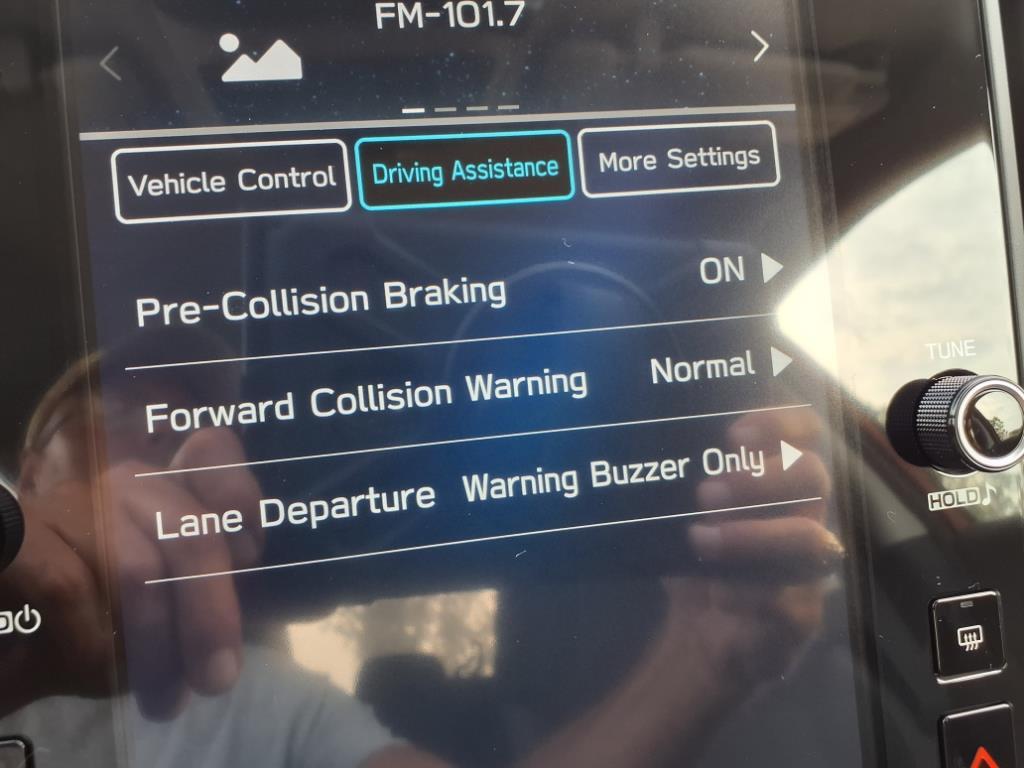 FM-101.7
Vehicle Control
Driving Assistance
More Settings
Pre-Collision Braking ON
Forward Collision Warning Normal
Lane Departure Warning Buzzer Only
TUNE
HOLD